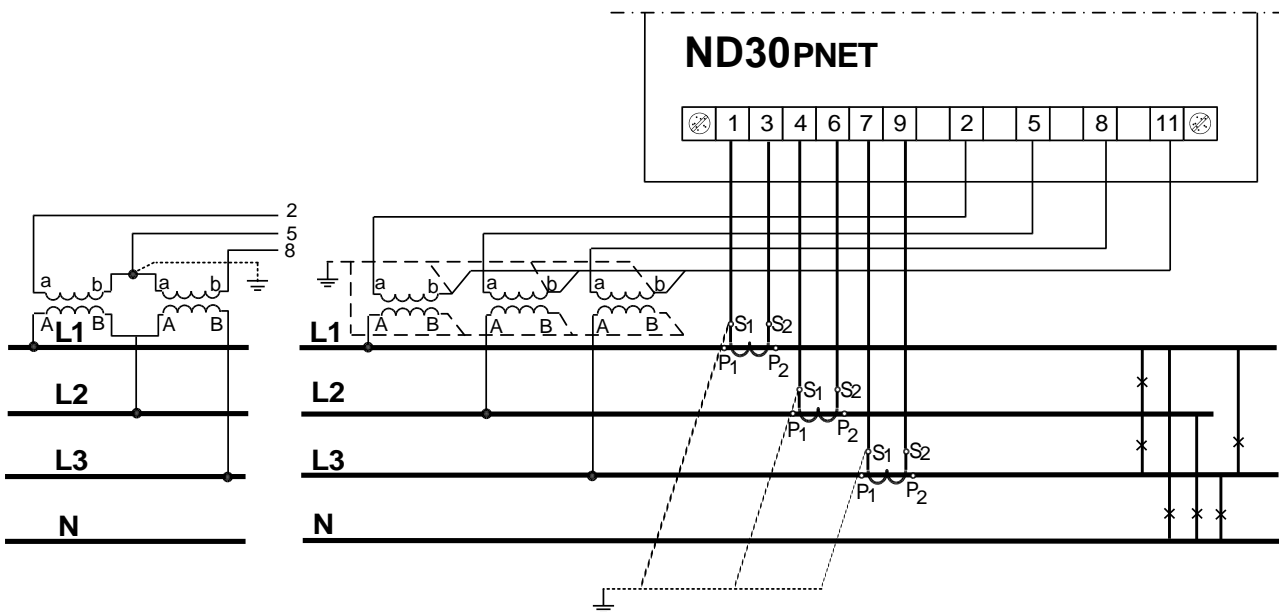 ND30PNET
1 3 4 6 7 9 2 5 8 11
2
5
8
a b a b
a b a b a b
A B A B
A B A B A B
L1
L1
S1 S2
P1 P2
L2
L2
S1 S2
P1 P2
L3
L3
S1 S2
P1 P2
N
N